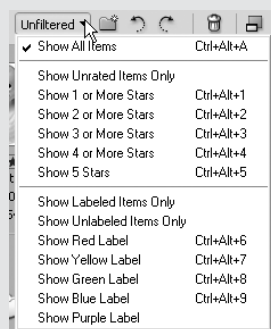 Unfiltered
Show All Items Ctrl+Alt+A
Show Unrated Items Only
Show 1 or More Stars Ctrl+Alt+1
Show 2 or More Stars Ctrl+Alt+2
Show 3 or More Stars Ctrl+Alt+3
Show 4 or More Stars Ctrl+Alt+4
Show 5 Stars Ctrl+Alt+5
Show Labeled Items Only
Show Unlabeled Items Only
Show Red Label Ctrl+Alt+6
Show Yellow Label Ctrl+Alt+7
Show Green Label Ctrl+Alt+8
Show Blue Label Ctrl+Alt+9
Show Purple Label